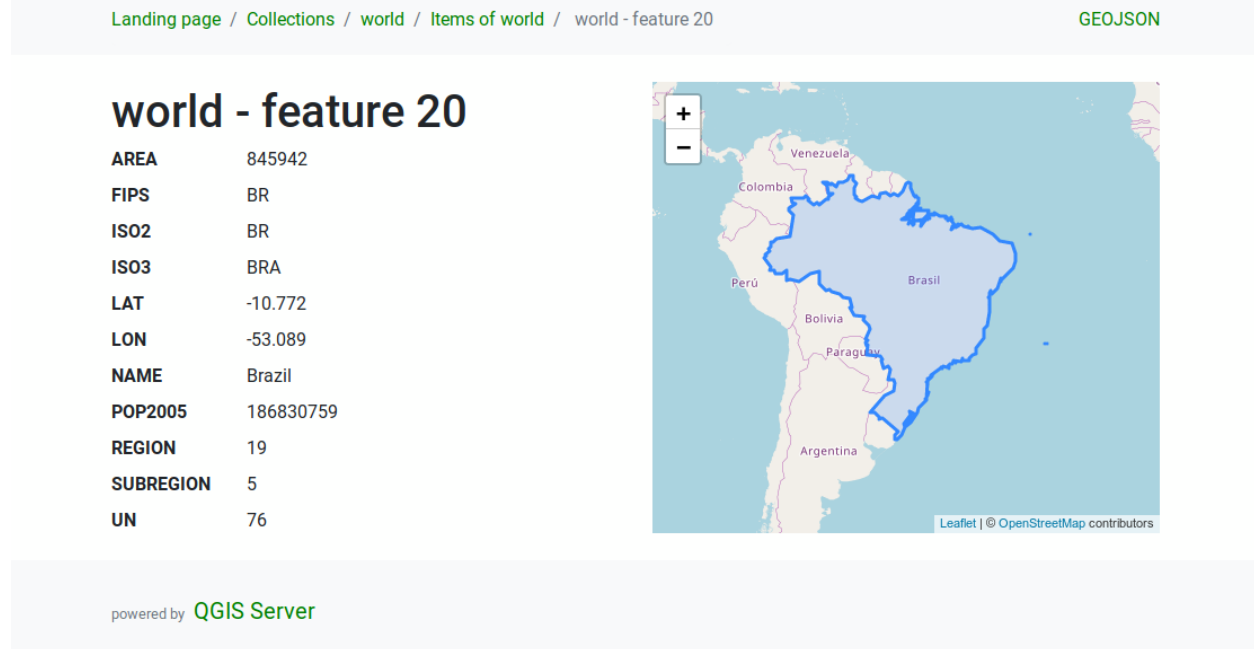 Landing page / Collections / world / Items of world / world - feature 20 GEOJSON
world - feature 20
AREA 845942
FIPS BR
ISO2 BR
ISO3 BRA
LAT -10.772
LON -53.089
NAME Brazil
POP2005 186830759
REGION 19
SUBREGION 5
UN 76
+
−
Venezuela
Colombia
Perú
Brasil
Bolivia
Paraguay
Argentina
Leaflet | © OpenStreetMap contributors
powered by QGIS Server